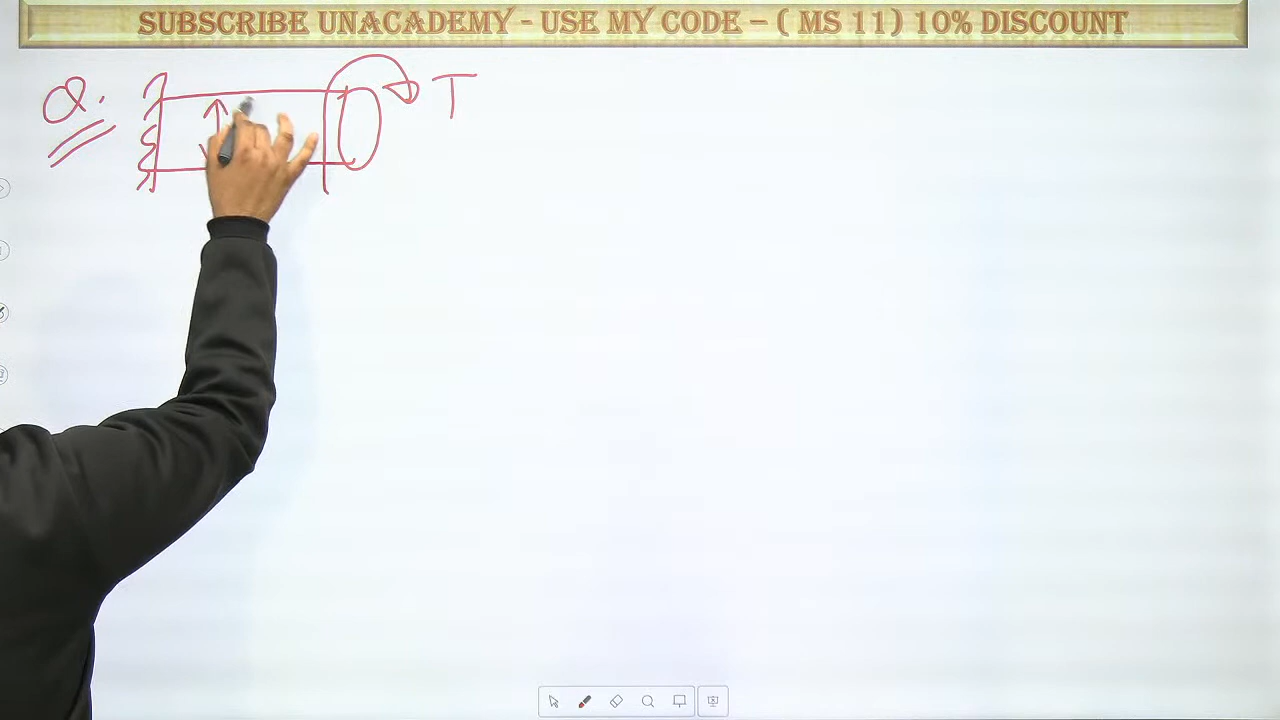 SUBSCRIBE UNACADEMY - USE MY CODE – ( MS 11) 10% DISCOUNT
Q. T